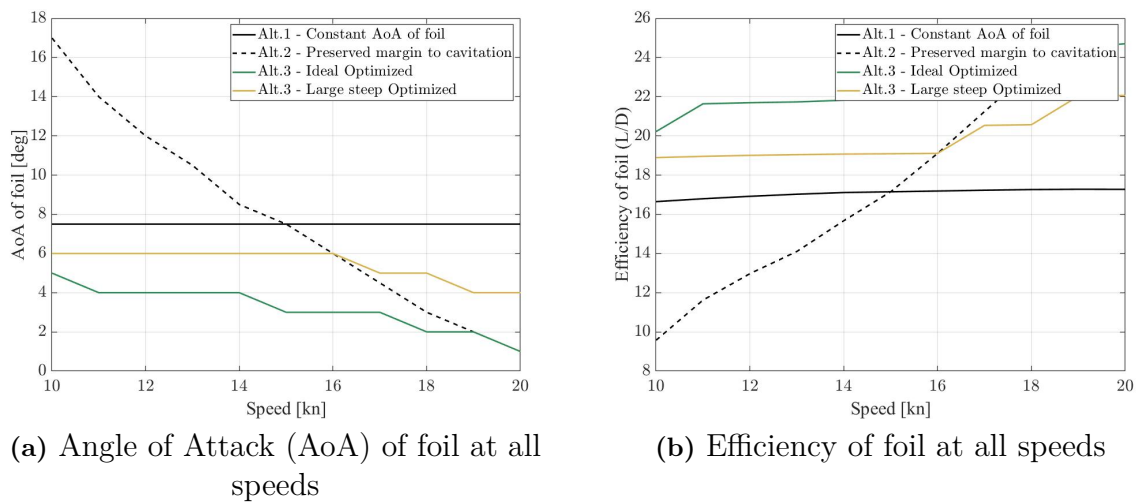 18
16
14
12
10
8
6
4
2
0
AoA of foil [deg]
10 12 14 16 18 20
Speed [kn]
Alt.1 - Constant AoA of foil
Alt.2 - Preserved margin to cavitation
Alt.3 - Ideal Optimized
Alt.3 - Large steep Optimized
(a) Angle of Attack (AoA) of foil at all
speeds
26
24
22
20
18
16
14
12
10
8
Efficiency of foil (L/D)
10 12 14 16 18 20
Speed [kn]
Alt.1 - Constant AoA of foil
Alt.2 - Preserved margin to cavitation
Alt.3 - Ideal Optimized
Alt.3 - Large steep Optimized
(b) Efficiency of foil at all speeds